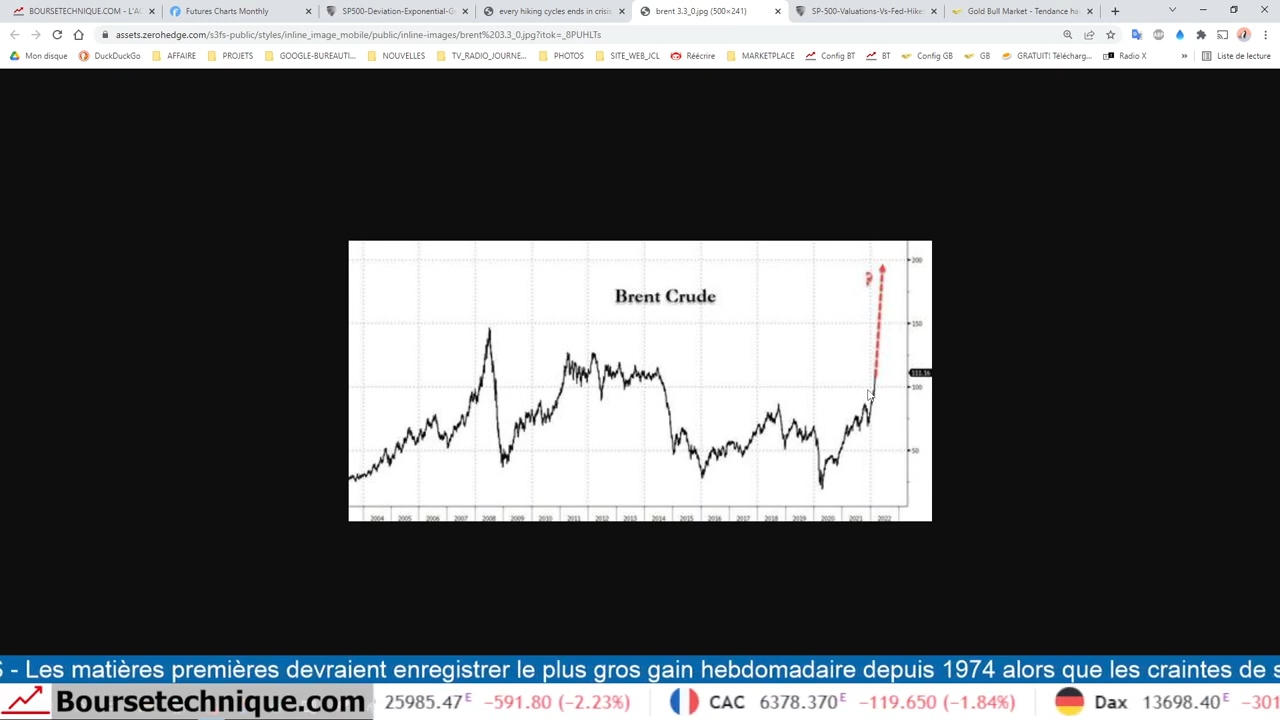 BOURSETECHNIQUE.COM - L'AC
Futures Charts Monthly
SP500-Deviation-Exponential-Gr
every hiking cycles ends in crisis
brent 3.3_0.jpg (500×241)
SP-500-Valuations-Vs-Fed-Hikes
Gold Bull Market - Tendance ha
assets.zerohedge.com/s3fs-public/styles/inline_image_mobile/public/inline-images/brent%203.3_0.jpg?itok=_8PUHLTs
Mon disque
DuckDuckGo
AFFAIRE
PROJETS
GOOGLE-BUREAUTI...
NOUVELLES
TV_RADIO_JOURNE...
PHOTOS
SITE_WEB_JCL
Réécrire
MARKETPLACE
Config BT
BT
Config GB
GB
GRATUIT! Télécharg...
Radio X
»
Liste de lecture
Brent Crude
?
200
150
111.16
100
50
2004 2005 2006 2007 2008 2009 2010 2011 2012 2013 2014 2015 2016 2017 2018 2019 2020 2021 2022
S - Les matières premières devraient enregistrer le plus gros gain hebdomadaire depuis 1974 alors que les craintes de s
Boursetechnique.com 25985.47E -591.80 (-2.23%) CAC 6378.370E -119.650 (-1.84%) Dax 13698.40E -301